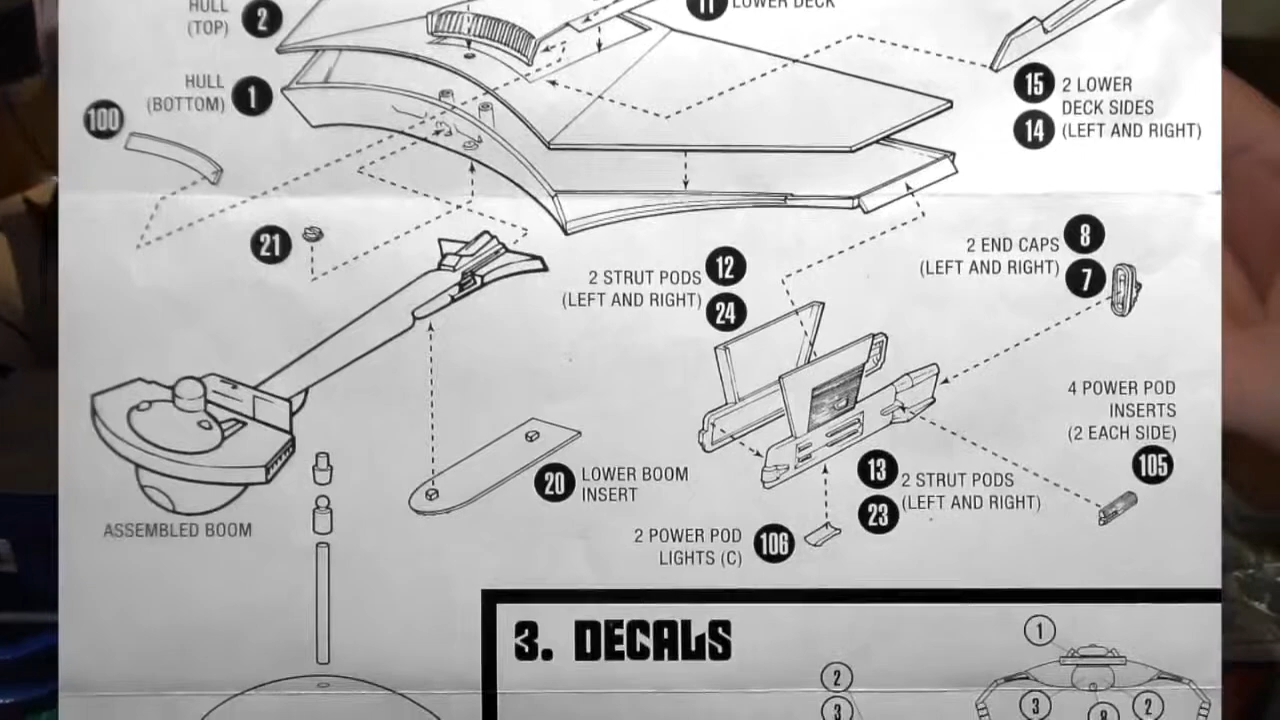 HULL
(TOP)
2
11
LOWER DECK
HULL
(BOTTOM)
1
100
15
2 LOWER
DECK SIDES
14
(LEFT AND RIGHT)
21
2 STRUT PODS
(LEFT AND RIGHT)
12
24
2 END CAPS
(LEFT AND RIGHT)
8
7
4 POWER POD
INSERTS
(2 EACH SIDE)
105
20
LOWER BOOM
INSERT
13
2 STRUT PODS
(LEFT AND RIGHT)
23
ASSEMBLED BOOM
2 POWER POD
LIGHTS (C)
106
3. DECALS
1
2
3
3
8
2